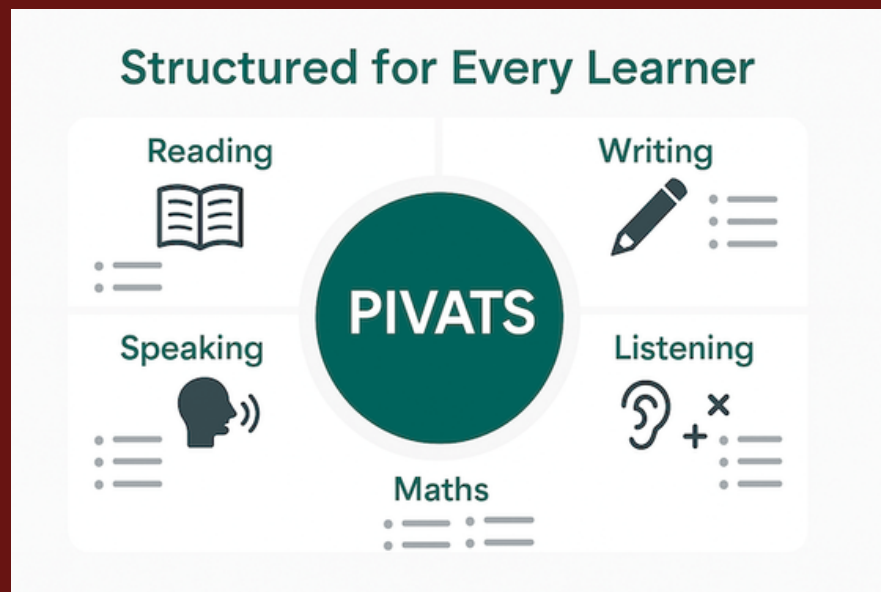 Structured for Every Learner
Reading
Writing
PIVATS
Speaking
Listening
Maths